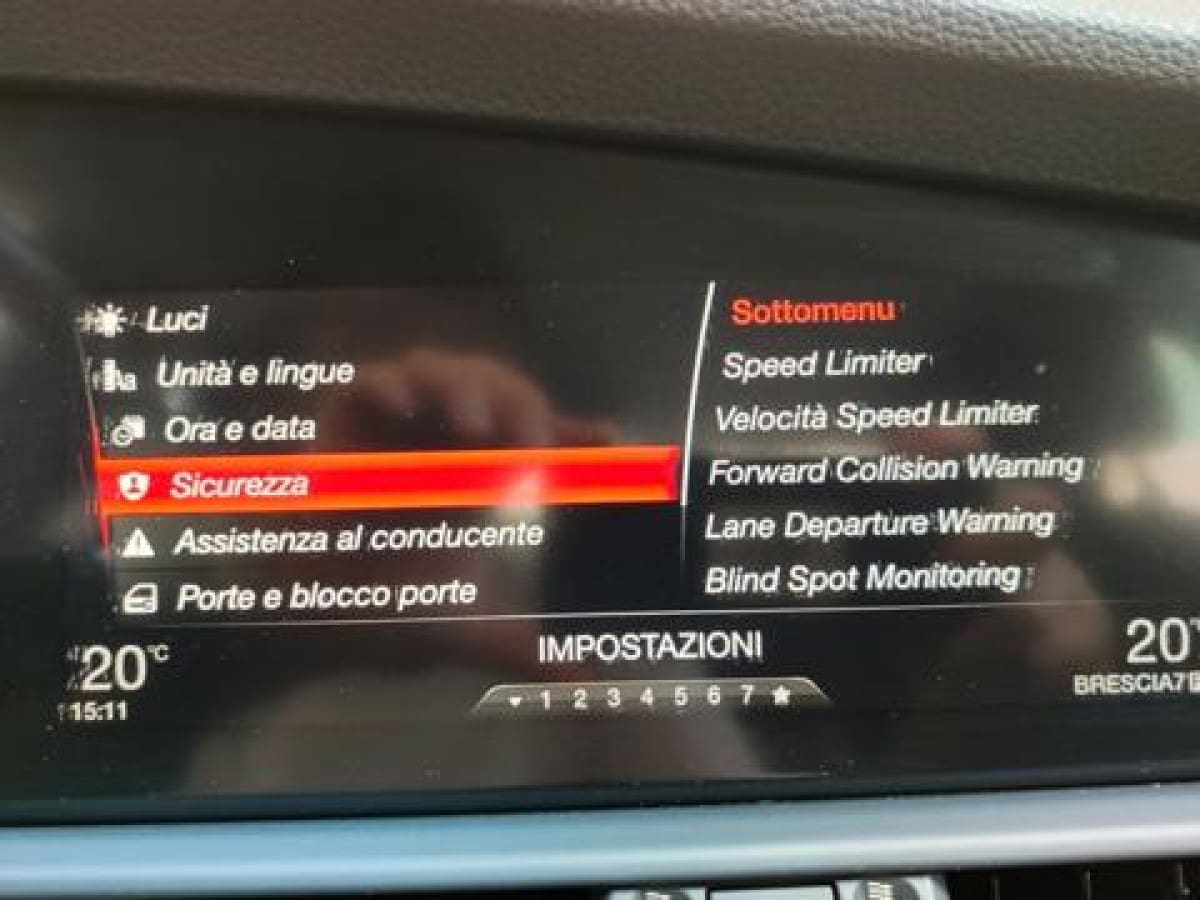 Luci
Unità e lingue
Ora e data
Sicurezza
Assistenza al conducente
Porte e blocco porte
Sottomenu
Speed Limiter
Velocità Speed Limiter
Forward Collision Warning
Lane Departure Warning
Blind Spot Monitoring
20°C
15:11
IMPOSTAZIONI
1 2 3 4 5 6 7
20°
BRESCIA7